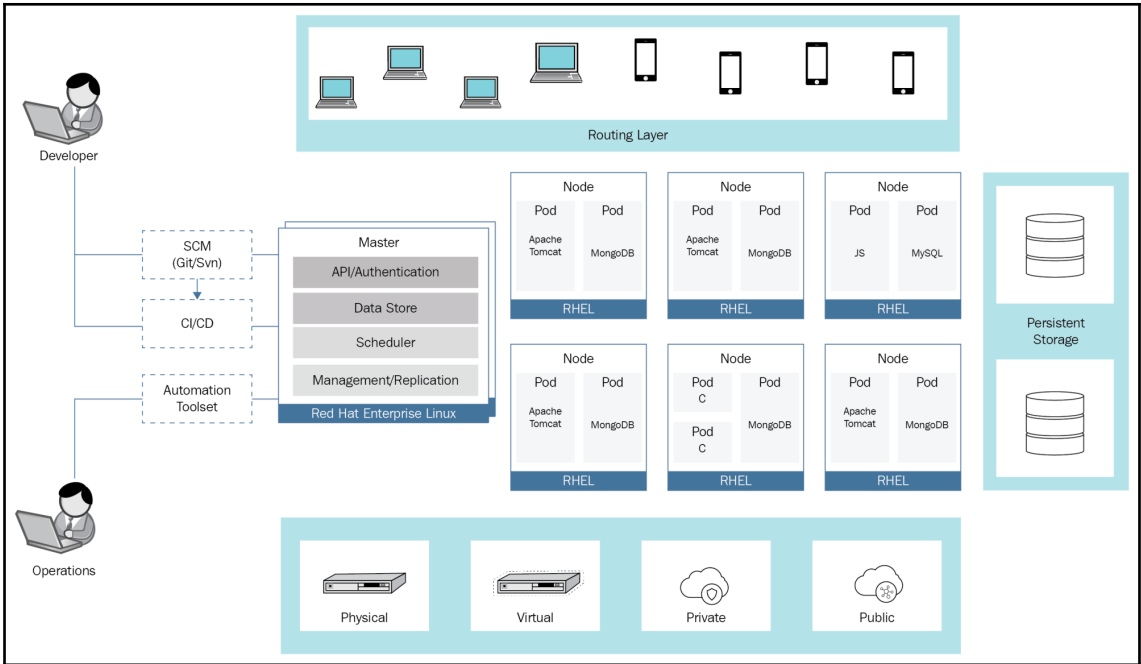 Routing Layer
Developer
SCM
(Git/Svn)
CI/CD
Automation
Toolset
Operations
Master
API/Authentication
Data Store
Scheduler
Management/Replication
Red Hat Enterprise Linux
Node
Pod
Apache
Tomcat
Pod
MongoDB
RHEL
Node
Pod
Apache
Tomcat
Pod
MongoDB
RHEL
Node
Pod
JS
Pod
MySQL
RHEL
Node
Pod
Apache
Tomcat
Pod
MongoDB
RHEL
Node
Pod
C
Pod
C
Pod
MongoDB
RHEL
Node
Pod
Apache
Tomcat
Pod
MongoDB
RHEL
Persistent
Storage
Physical
Virtual
Private
Public